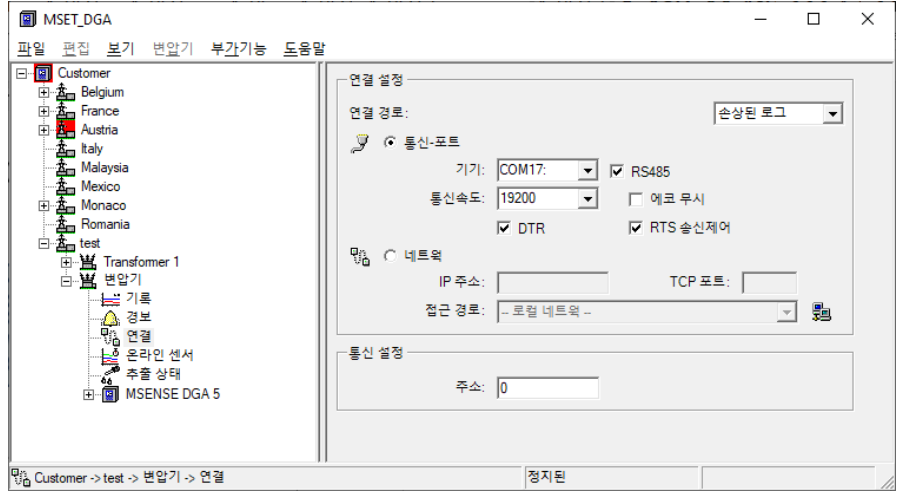 MSET_DGA
파일 편집 보기 변압기 부가기능 도움말
Customer
Belgium
France
Austria
Italy
Malaysia
Mexico
Monaco
Romania
test
Transformer 1
변압기
기록
경보
연결
온라인 센서
추출 상태
MSENSE DGA 5
연결 설정
연결 경로: 손상된 로그
통신-포트
기기: COM17: RS485
통신속도: 19200 에코 무시
DTR RTS 송신제어
네트웍
IP 주소: TCP 포트:
접근 경로: -- 로컬 네트웍 --
통신 설정
주소: 0
Customer -> test -> 변압기 -> 연결 정지된